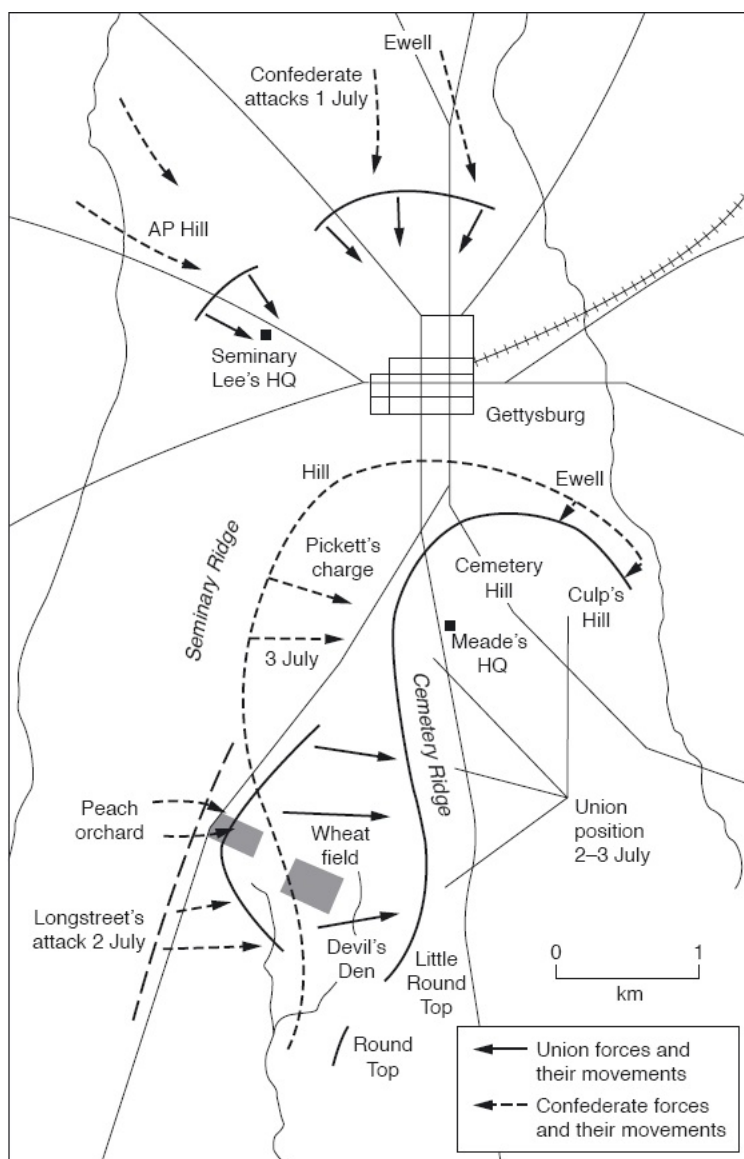 Ewell
Confederate
attacks 1 July
AP Hill
Seminary
Lee's HQ
Gettysburg
Hill
Ewell
Seminary Ridge
Pickett's
charge
Cemetery
Hill
Culp's
Hill
Meade's
HQ
3 July
Cemetery Ridge
Peach
orchard
Wheat
field
Union
position
2–3 July
Longstreet's
attack 2 July
Devil's
Den
Little
Round
Top
Round
Top
0 1
km
Union forces and
their movements
Confederate forces
and their movements